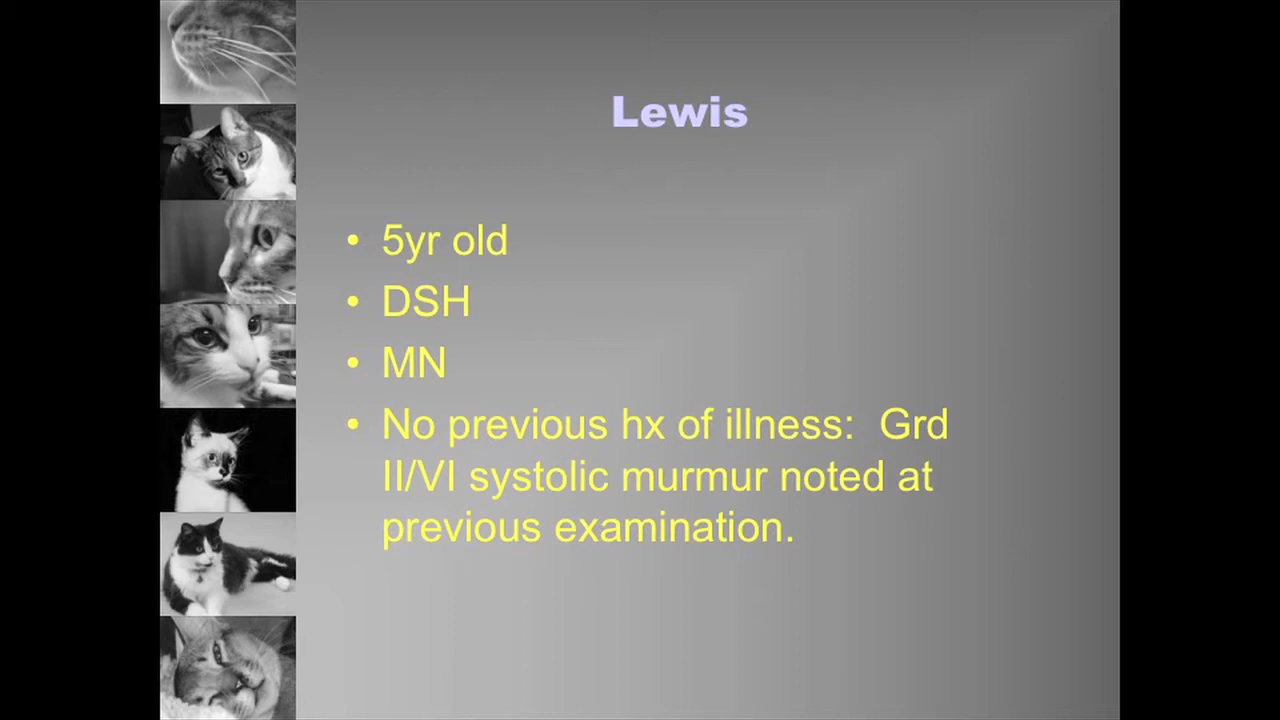 Lewis
• 5yr old
• DSH
• MN
• No previous hx of illness:  Grd
II/VI systolic murmur noted at
previous examination.